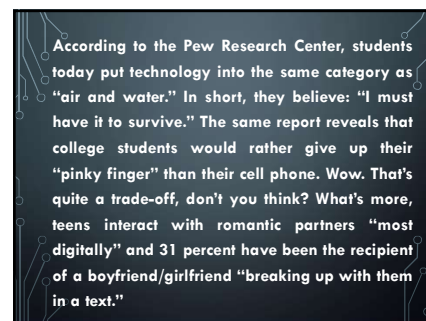 According to the Pew Research Center, students
today put technology into the same category as
“air and water.” In short, they believe: “I must
have it to survive.” The same report reveals that
college students would rather give up their
“pinky finger” than their cell phone. Wow. That’s
quite a trade-off, don’t you think? What’s more,
teens interact with romantic partners “most
digitally” and 31 percent have been the recipient
of a boyfriend/girlfriend “breaking up with them
in a text.”